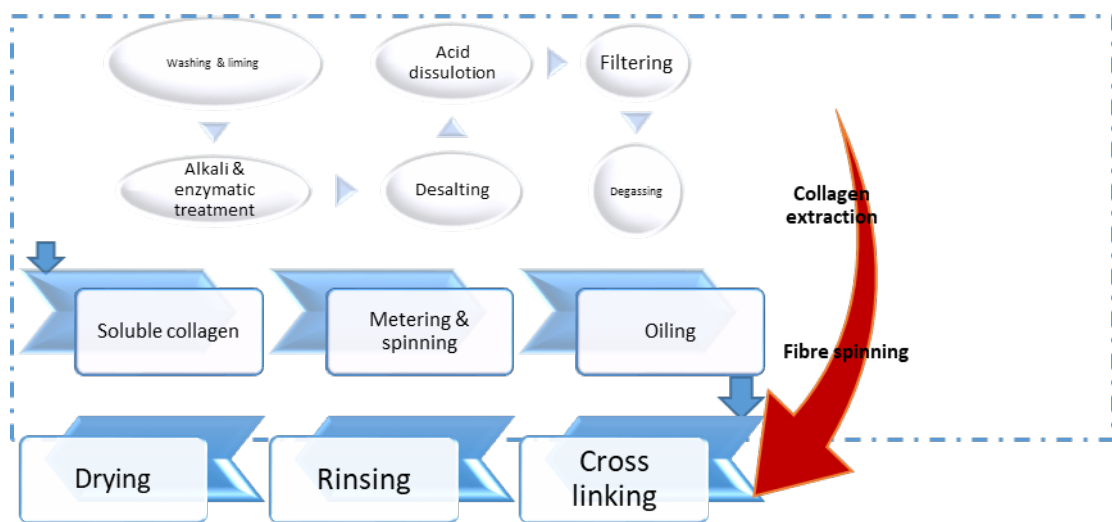 Washing & liming
Acid
dissulotion
Filtering
Alkali &
enzymatic
treatment
Desalting
Degassing
Collagen
extraction
Soluble collagen
Metering &
spinning
Oiling
Fibre spinning
Drying
Rinsing
Cross
linking